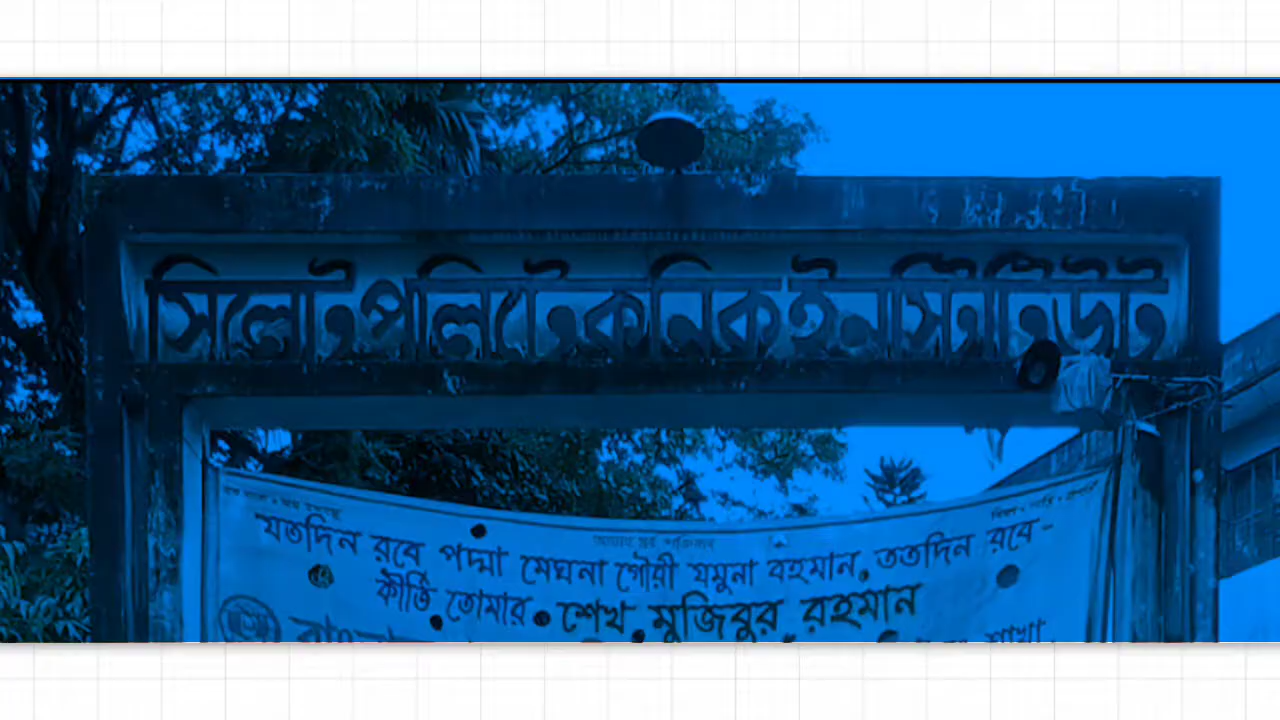 সিলেট পলিটেকনিক ইনস্টিটিউট
যতদিন রবে পদ্মা মেঘনা গৌরী যমুনা বহমান, ততদিন রবে -
কীর্তি তোমার শেখ মুজিবুর রহমান
শাখা